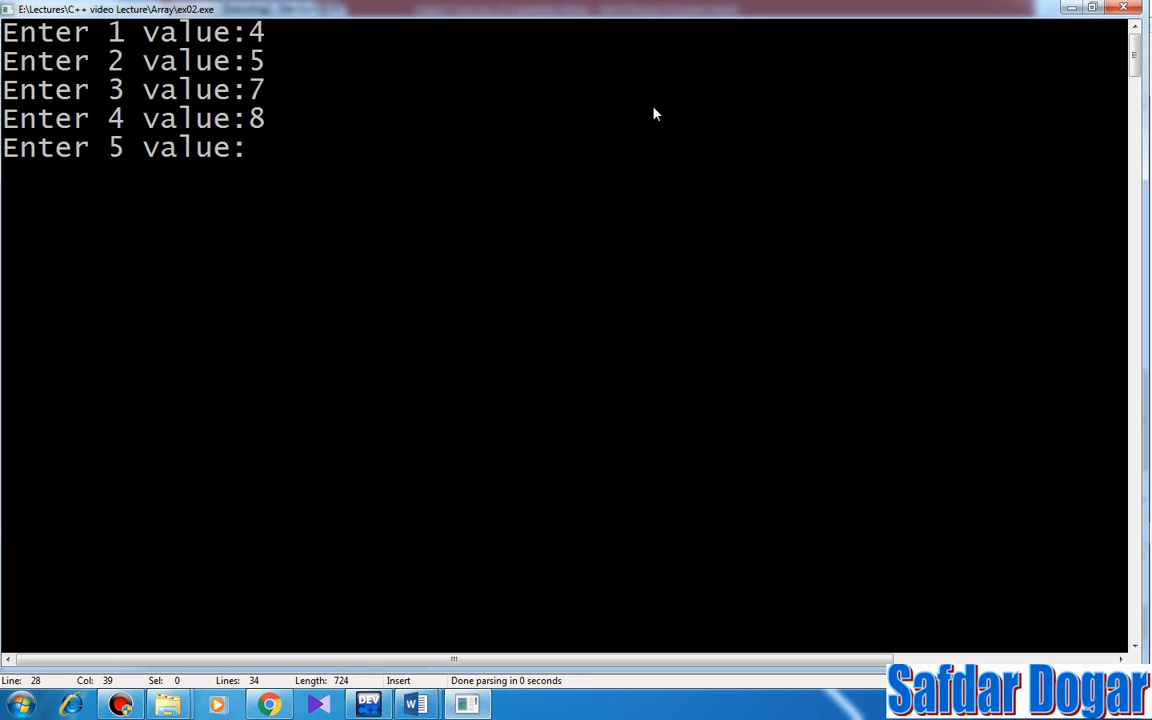 E:\Lectures\C++ video Lecture\Array\ex02.exe
Enter 1 value:4
Enter 2 value:5
Enter 3 value:7
Enter 4 value:8
Enter 5 value:
Line: 28 Col: 39 Sel: 0 Lines: 34 Length: 724 Insert Done parsing in 0 seconds
DEV
W
Safdar Dogar